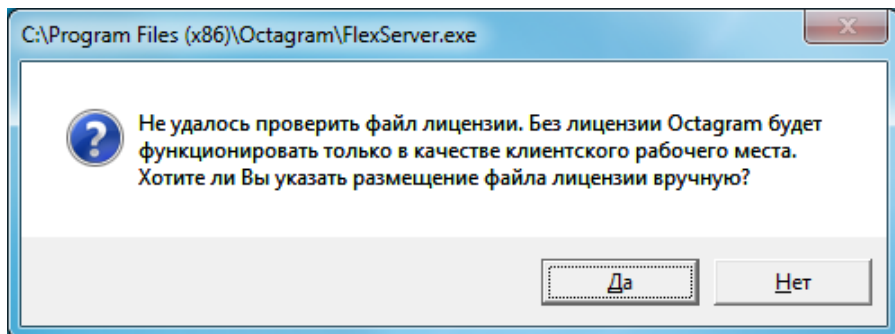 C:\Program Files (x86)\Octagram\FlexServer.exe
Не удалось проверить файл лицензии. Без лицензии Octagram будет
функционировать только в качестве клиентского рабочего места.
Хотите ли Вы указать размещение файла лицензии вручную?
Да
Нет